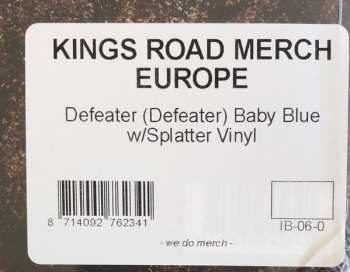 KINGS ROAD MERCH
EUROPE
Defeater (Defeater) Baby Blue
w/Splatter Vinyl
8 714092 762341
IB-06-0
- we do merch -